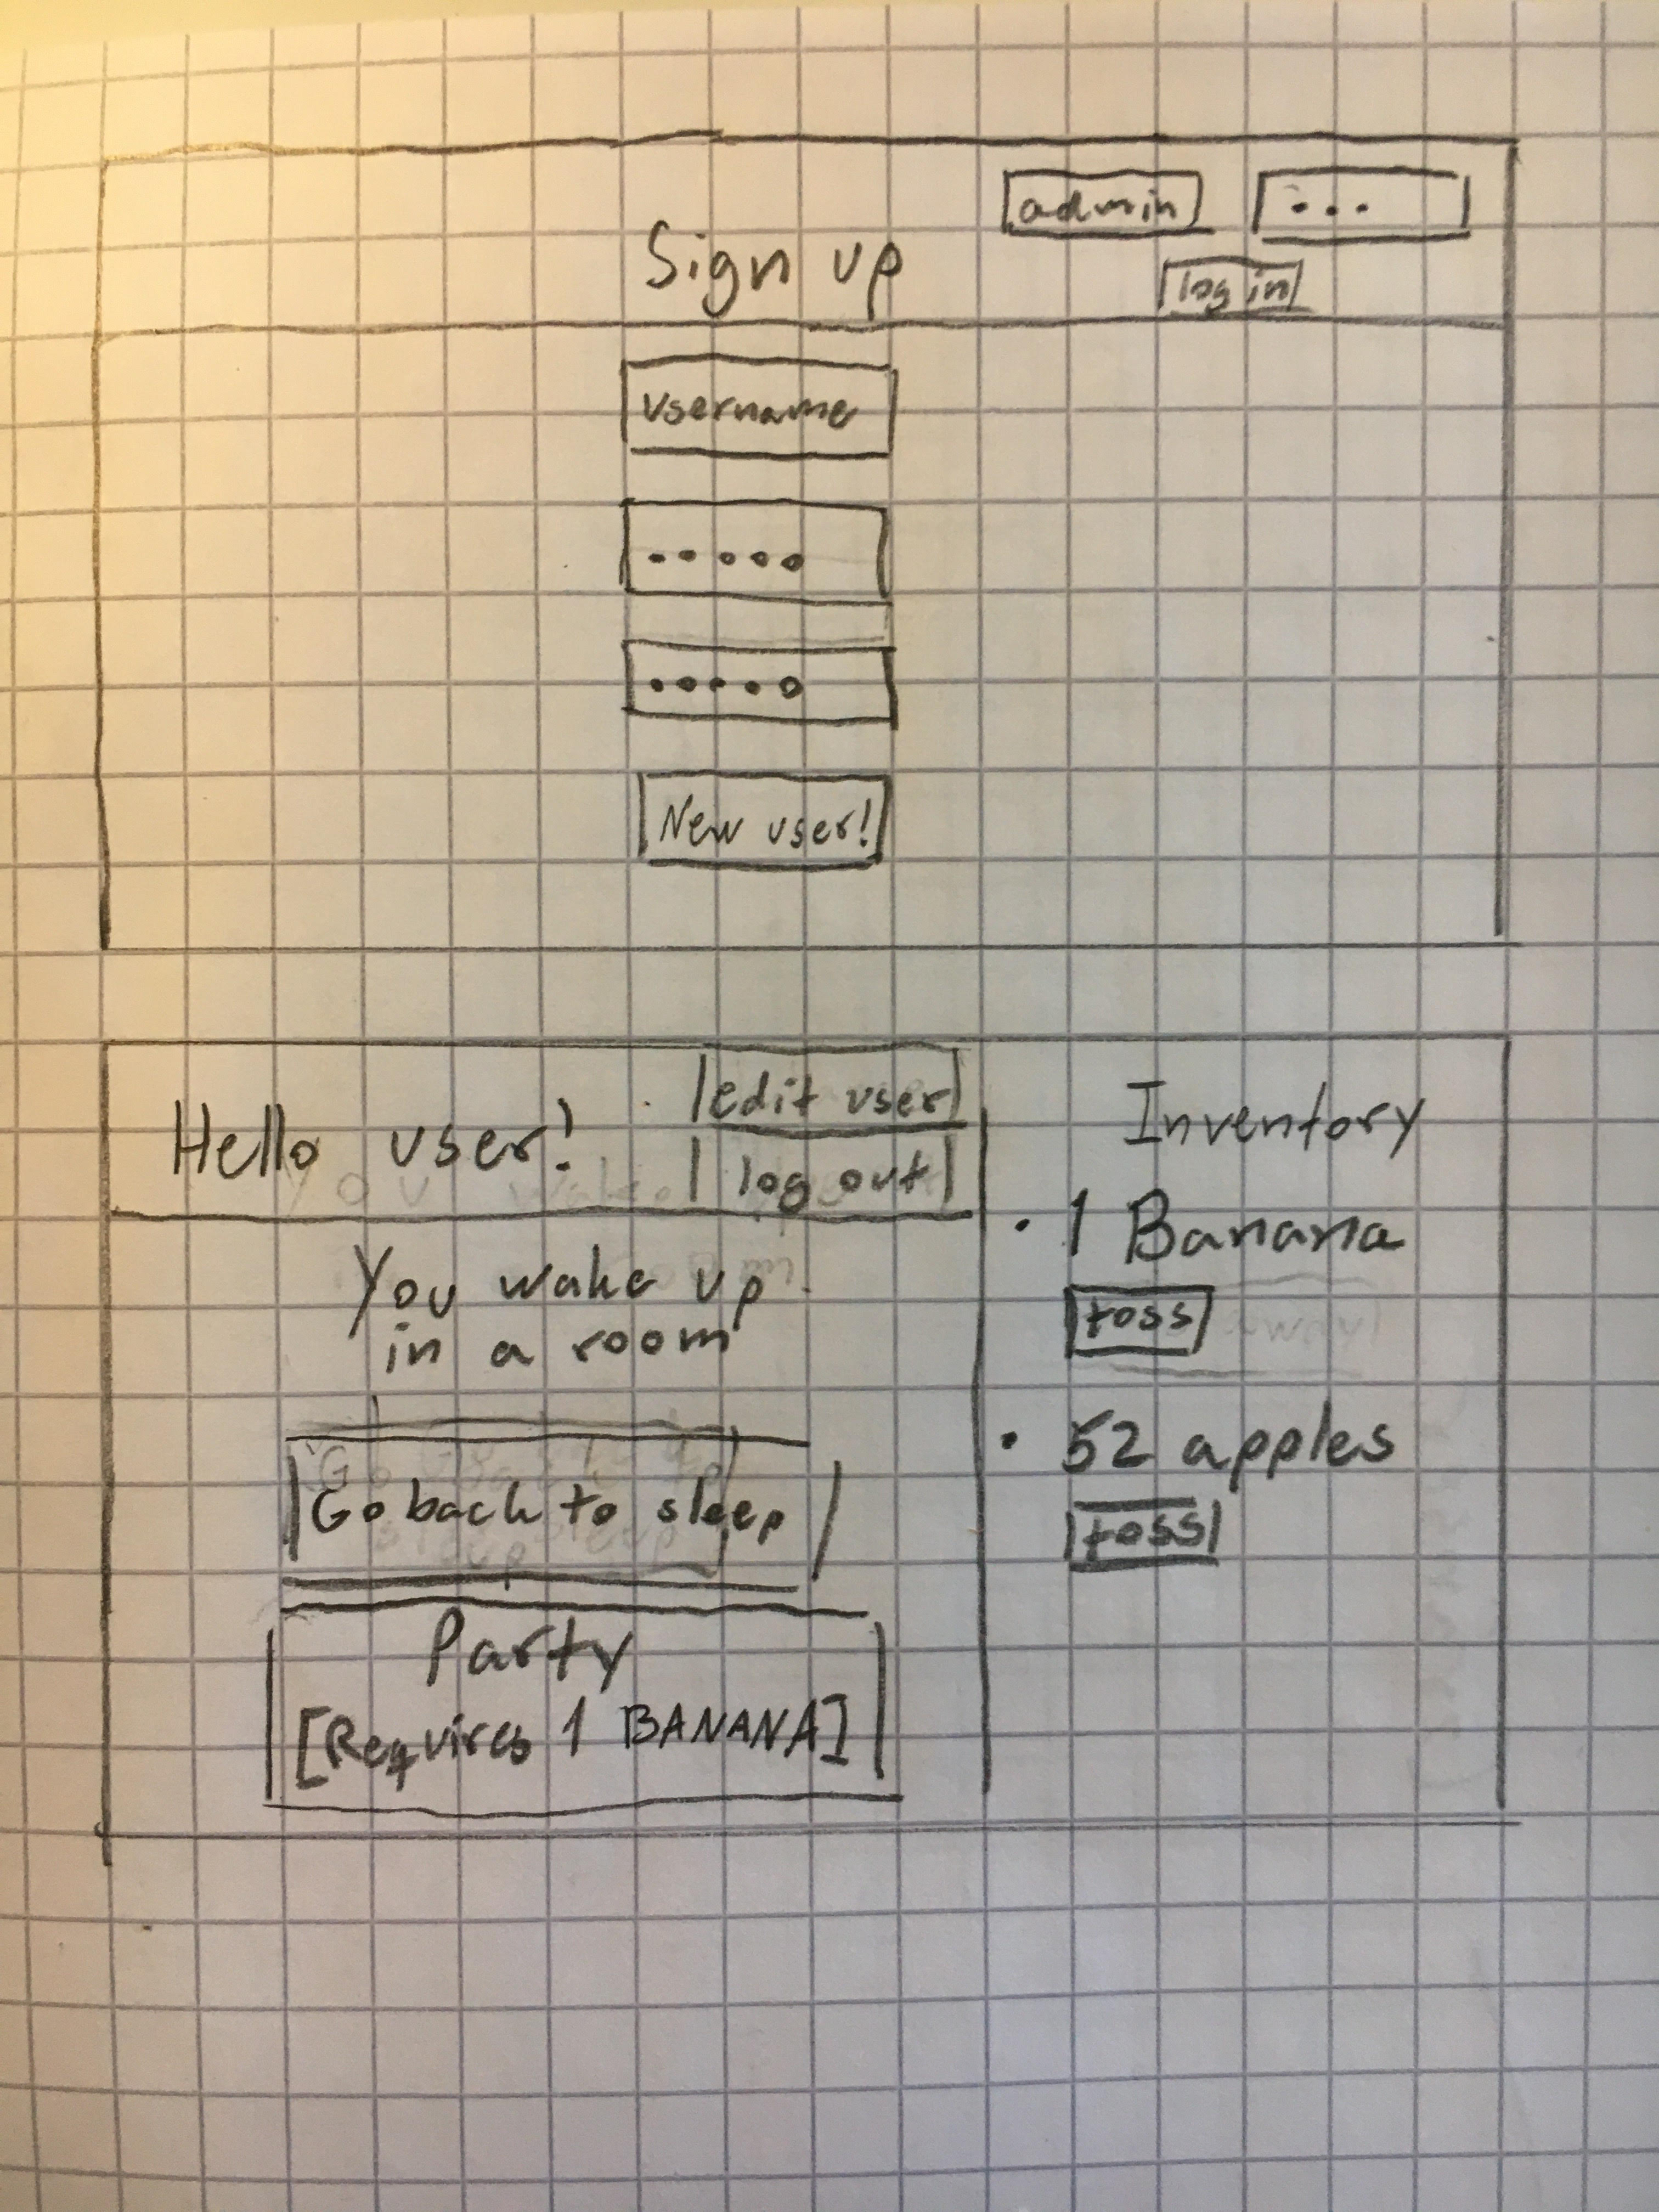 admin
...
Sign up
log in
username
.....
.....
New user!
edit user
Hello user!
log out
You wake up
in a room
Go back to sleep
Party
[Requires 1 BANANA]
Inventory
• 1 Banana
toss
• 52 apples
toss